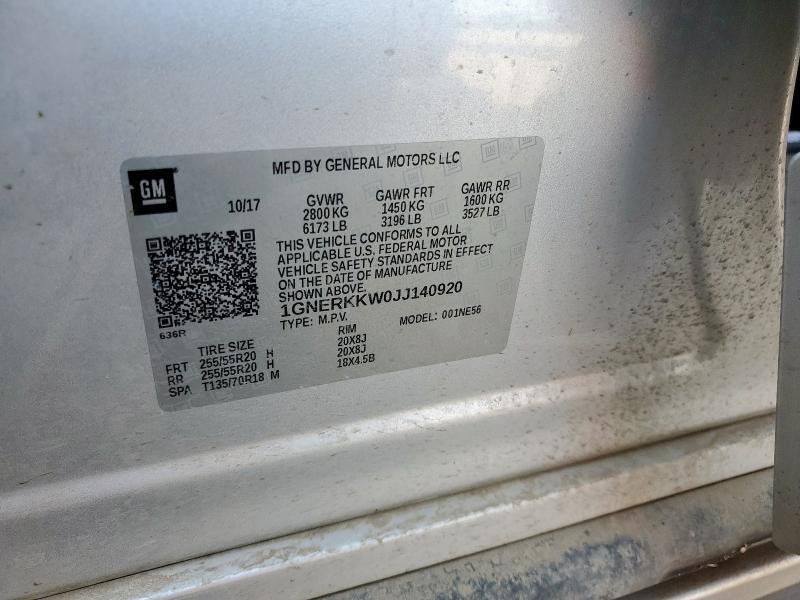 MFD BY GENERAL MOTORS LLC
GM
10/17 GVWR GAWR FRT GAWR RR
2800 KG 1450 KG 1600 KG
6173 LB 3196 LB 3527 LB
THIS VEHICLE CONFORMS TO ALL
APPLICABLE U.S. FEDERAL MOTOR
VEHICLE SAFETY STANDARDS IN EFFECT
ON THE DATE OF MANUFACTURE
SHOWN ABOVE.
1GNERKKW0JJ140920
TYPE: M.P.V. MODEL: 001NE56
636R
TIRE SIZE RIM
FRT 255/55R20 H 20X8J
RR 255/55R20 H 20X8J
SPA T135/70R18 M 18X4.5B